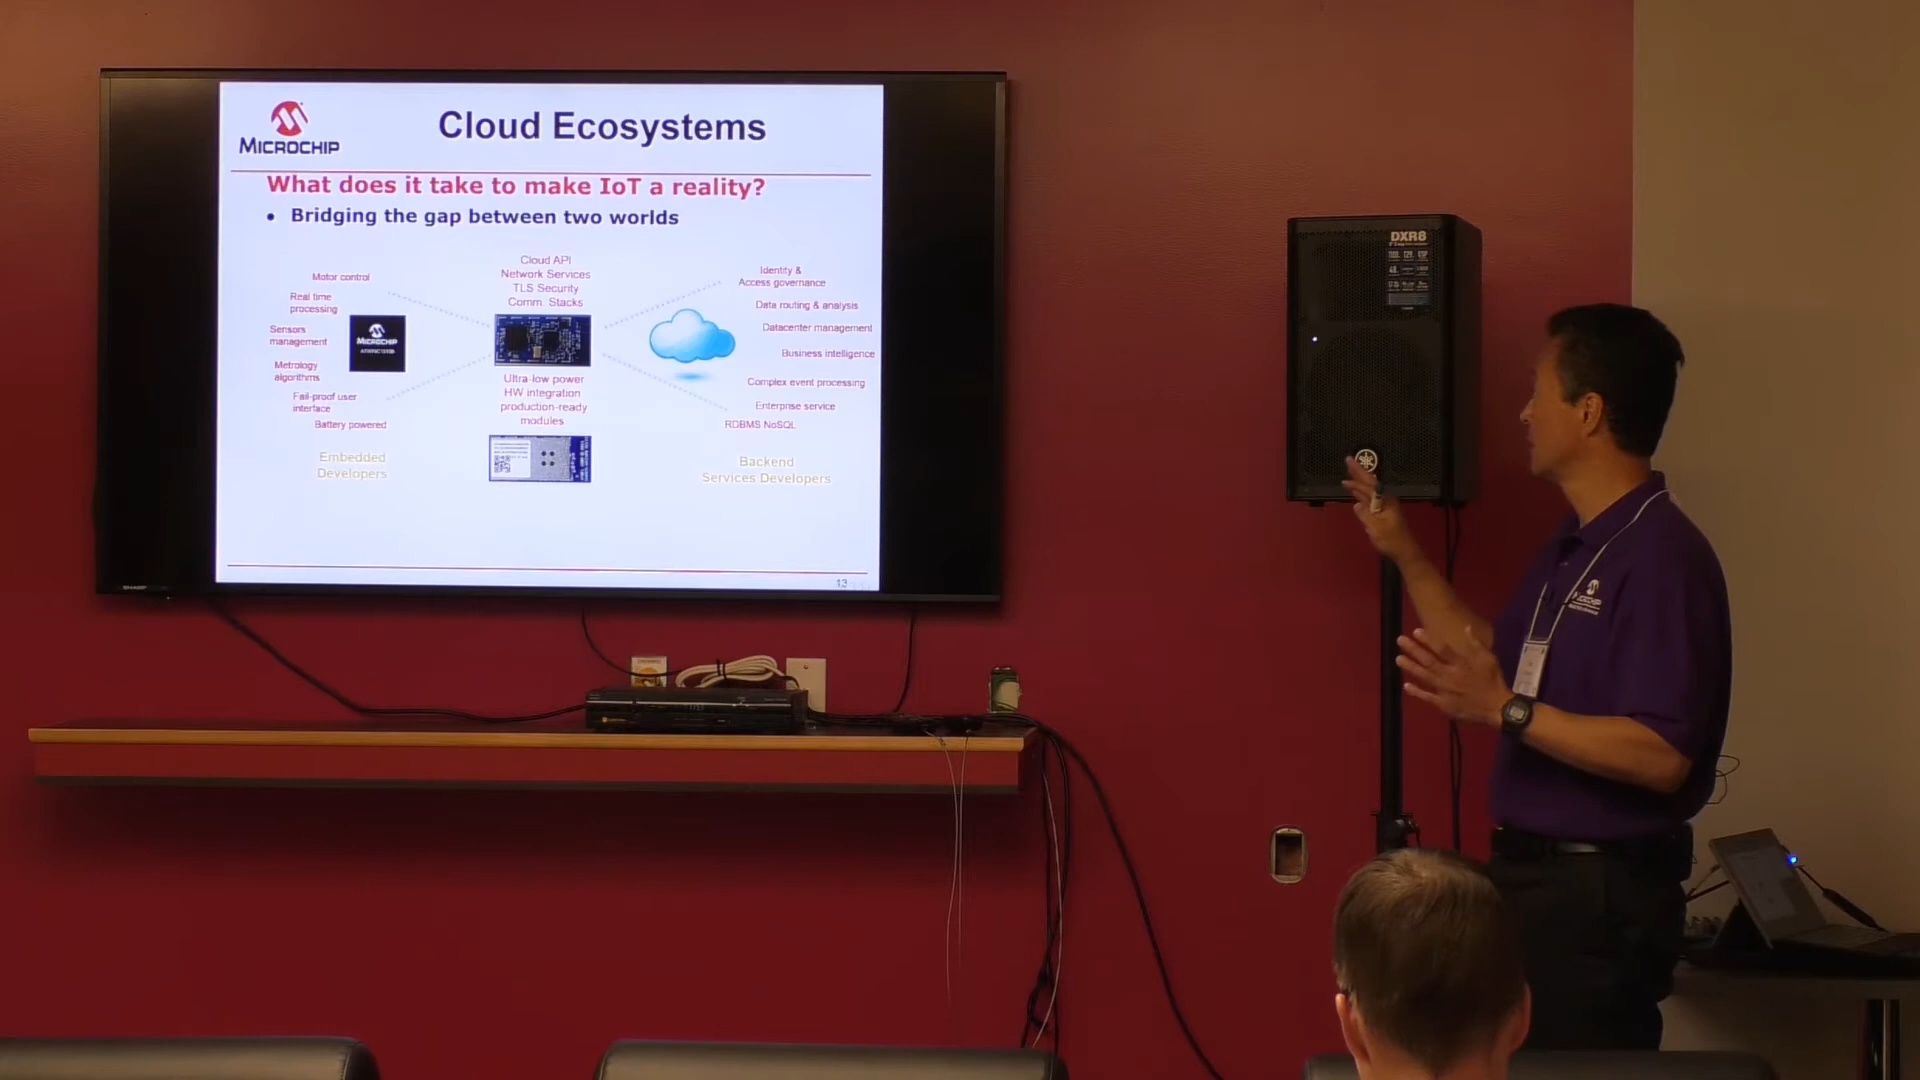 MICROCHIP
Cloud Ecosystems
What does it take to make IoT a reality?
• Bridging the gap between two worlds
Motor control
Real time
processing
Sensors
management
Metrology
algorithms
Fail-proof user
interface
Battery powered
Embedded
Developers
MICROCHIP
Cloud API
Network Services
TLS Security
Comm. Stacks
Ultra-low power
HW integration
production-ready
modules
Identity &
Access governance
Data routing & analysis
Datacenter management
Business intelligence
Complex event processing
Enterprise service
RDBMS NoSQL
Backend
Services Developers
13
SHARP
DXR8
MICROCHIP